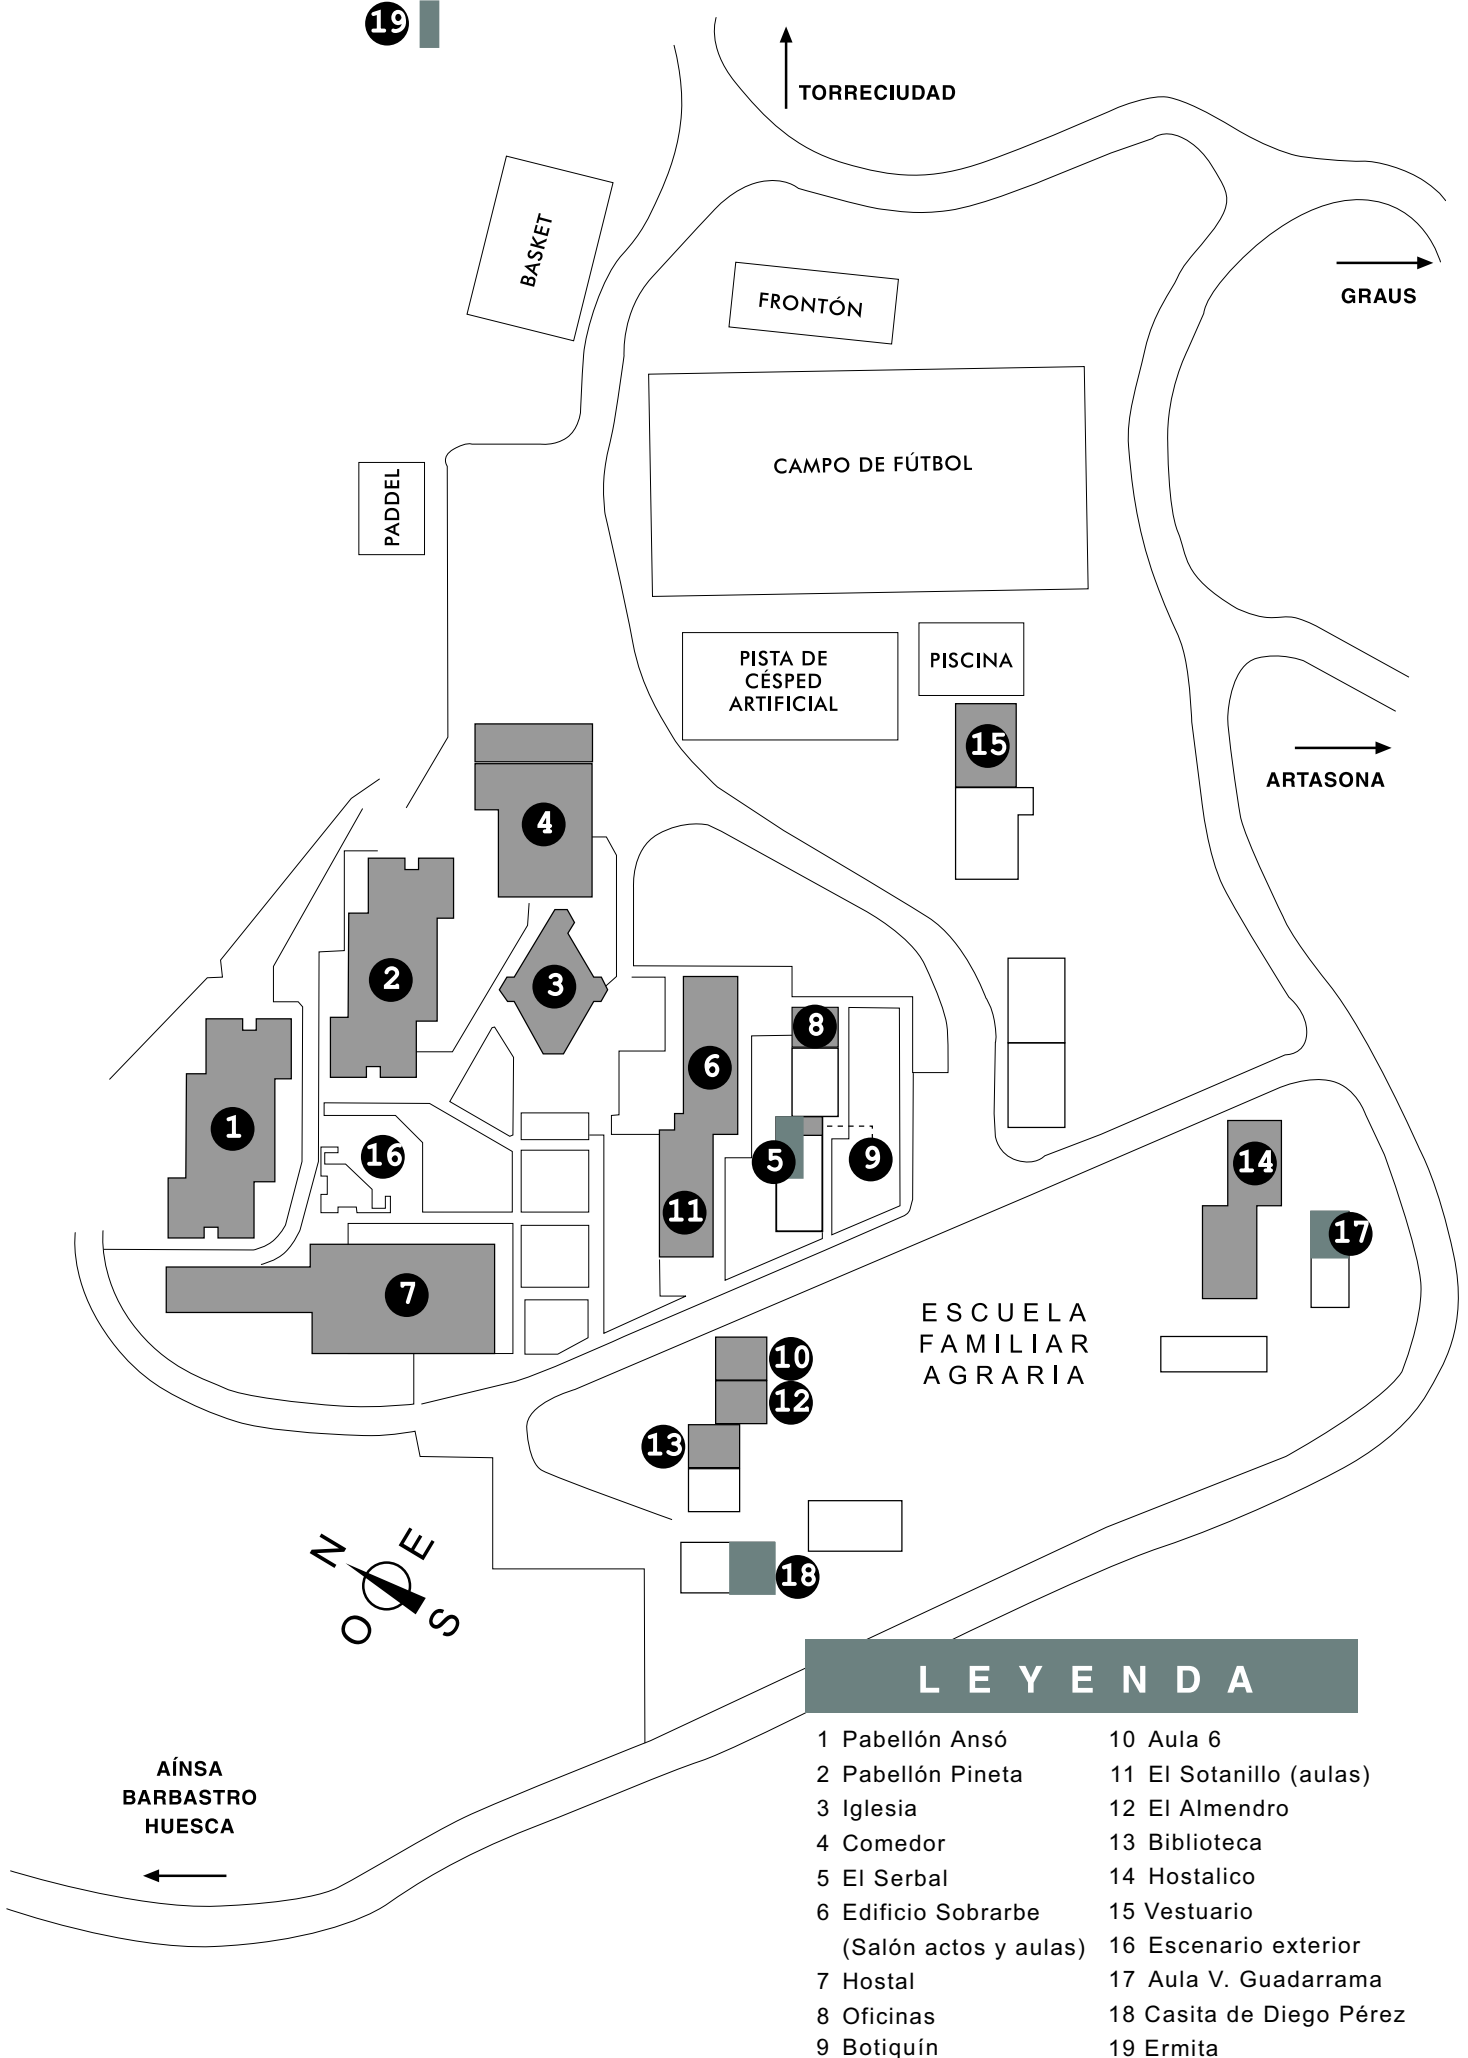 19
TORRECIUDAD
BASKET
FRONTÓN
GRAUS
CAMPO DE FÚTBOL
PADDEL
PISTA DE
CÉSPED
ARTIFICIAL
PISCINA
15
ARTASONA
4
2
3
8
6
1
16
5
9
14
11
17
7
ESCUELA
FAMILIAR
AGRARIA
10
12
13
N
E
O
S
18
LEYENDA
1 Pabellón Ansó
2 Pabellón Pineta
3 Iglesia
4 Comedor
5 El Serbal
6 Edificio Sobrarbe
(Salón actos y aulas)
7 Hostal
8 Oficinas
9 Botiquín
10 Aula 6
11 El Sotanillo (aulas)
12 El Almendro
13 Biblioteca
14 Hostalico
15 Vestuario
16 Escenario exterior
17 Aula V. Guadarrama
18 Casita de Diego Pérez
19 Ermita
AÍNSA
BARBASTRO
HUESCA